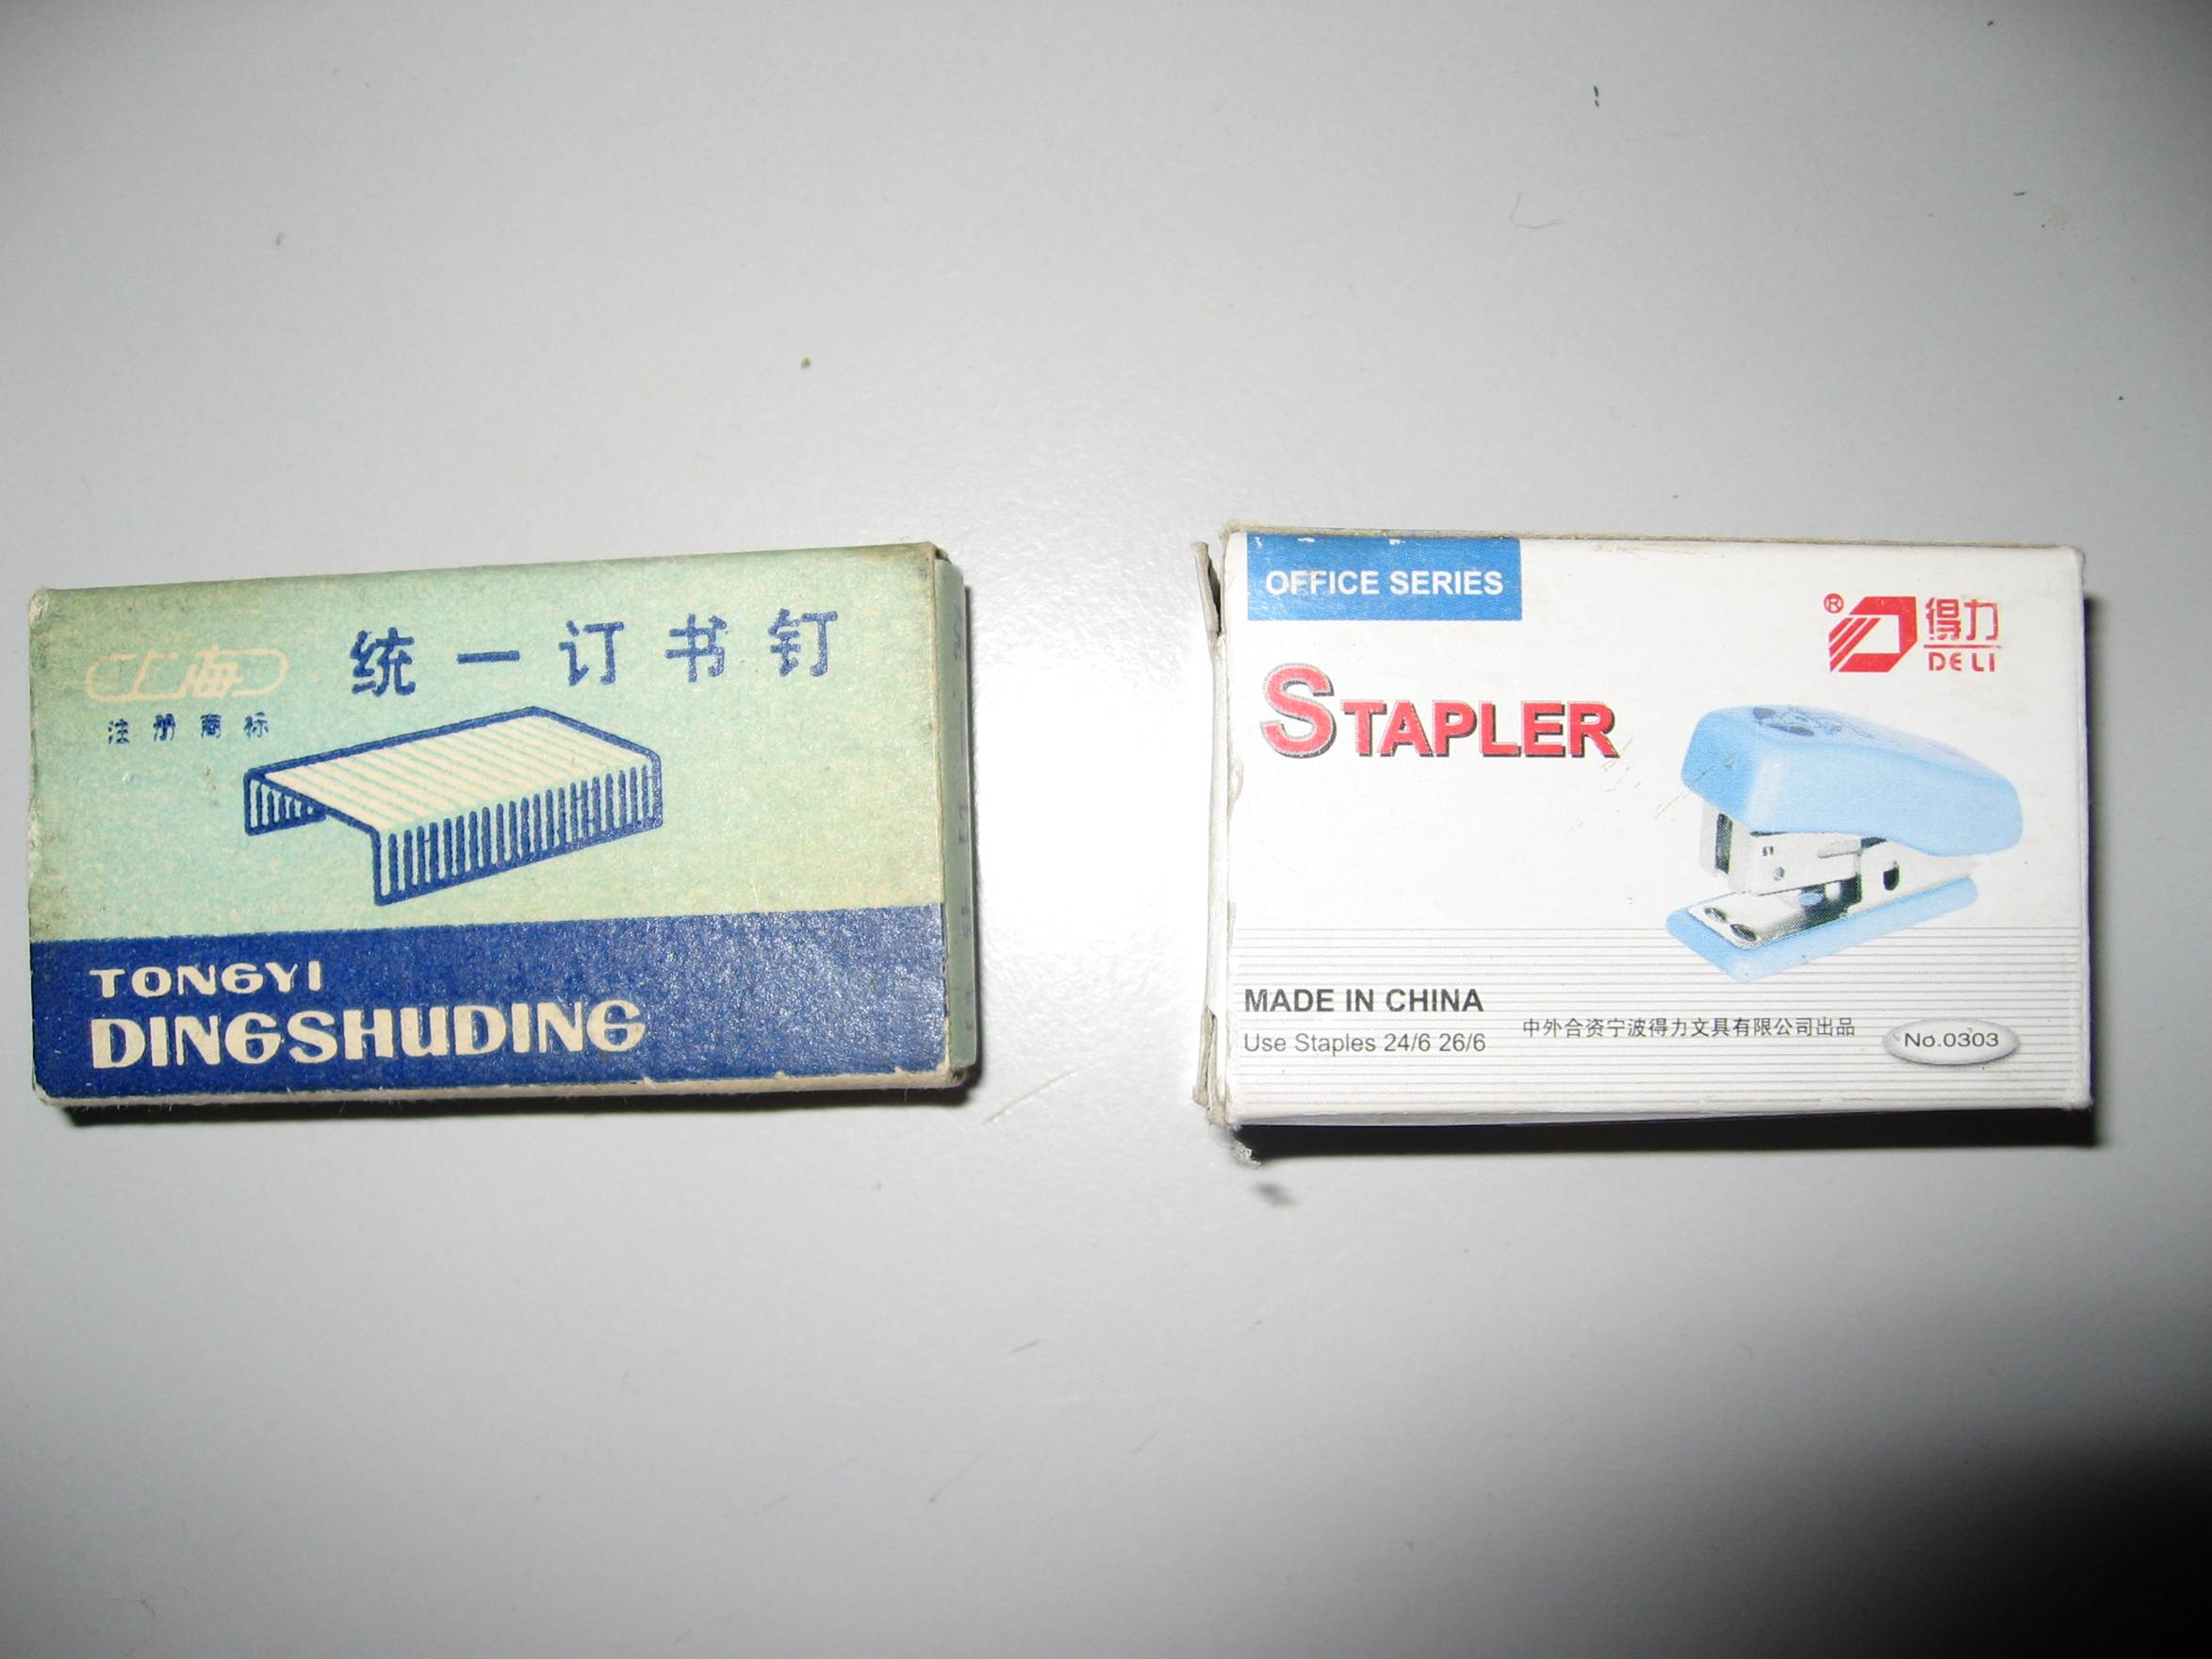 上海
注册商标
统一订书钉
TONGYI
DINGSHUDING
OFFICE SERIES
® 得力
DELI
STAPLER
MADE IN CHINA
Use Staples 24/6 26/6
中外合资宁波得力文具有限公司出品
No.0303